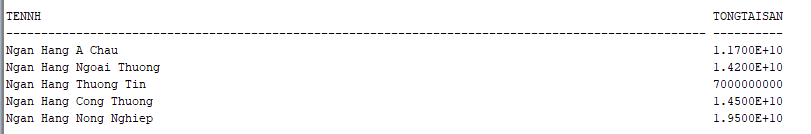 TENNH TONGTAISAN
---------------------------------------------------------------------------------------------------- ----------
Ngan Hang A Chau 1.1700E+10
Ngan Hang Ngoai Thuong 1.4200E+10
Ngan Hang Thuong Tin 7000000000
Ngan Hang Cong Thuong 1.4500E+10
Ngan Hang Nong Nghiep 1.9500E+10